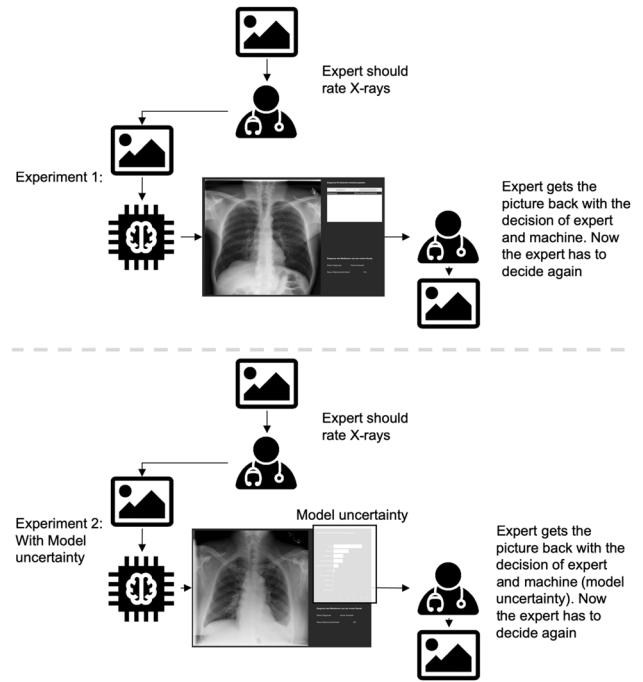 Expert should
rate X-rays
Experiment 1:
Expert gets the
picture back with the
decision of expert
and machine. Now
the expert has to
decide again
Expert should
rate X-rays
Experiment 2:
With Model
uncertainty
Model uncertainty
Expert gets the
picture back with the
decision of expert
and machine (model
uncertainty). Now
the expert has to
decide again